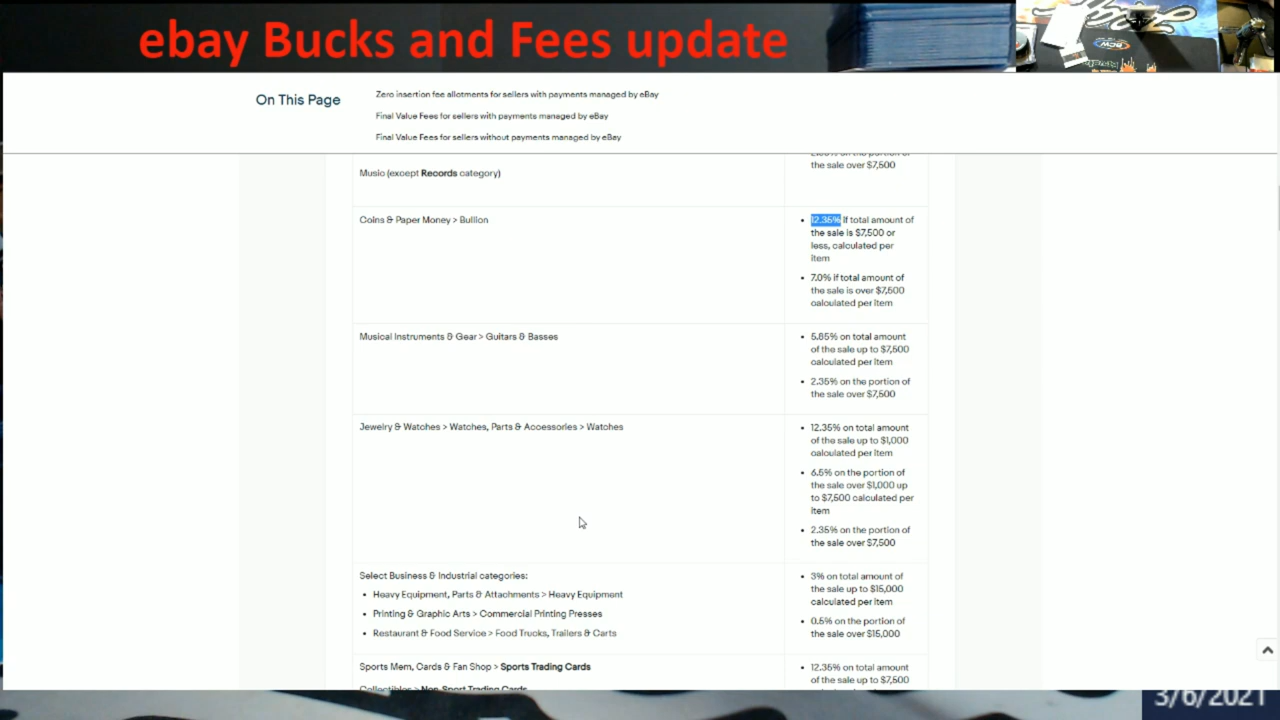 ebay Bucks and Fees update
BCW
On This Page
Zero insertion fee allotments for sellers with payments managed by eBay
Final Value Fees for sellers with payments managed by eBay
Final Value Fees for sellers without payments managed by eBay
the sale over $7,500
Music (except Records category)
Coins & Paper Money > Bullion
• 12.35% if total amount of
the sale is $7,500 or
less, calculated per
item
• 7.0% if total amount of
the sale is over $7,500
calculated per item
Musical Instruments & Gear > Guitars & Basses
• 5.85% on total amount
of the sale up to $7,500
calculated per item
• 2.35% on the portion of
the sale over $7,500
Jewelry & Watches > Watches, Parts & Accessories > Watches
• 12.35% on total amount
of the sale up to $1,000
calculated per item
• 6.5% on the portion of
the sale over $1,000 up
to $7,500 calculated per
item
• 2.35% on the portion of
the sale over $7,500
Select Business & Industrial categories:
• Heavy Equipment, Parts & Attachments > Heavy Equipment
• Printing & Graphic Arts > Commercial Printing Presses
• Restaurant & Food Service > Food Trucks, Trailers & Carts
• 3% on total amount of
the sale up to $15,000
calculated per item
• 0.5% on the portion of
the sale over $15,000
Sports Mem, Cards & Fan Shop > Sports Trading Cards
Collectibles > Non-Sport Trading Cards
• 12.35% on total amount
of the sale up to $7,500
3/6/2021